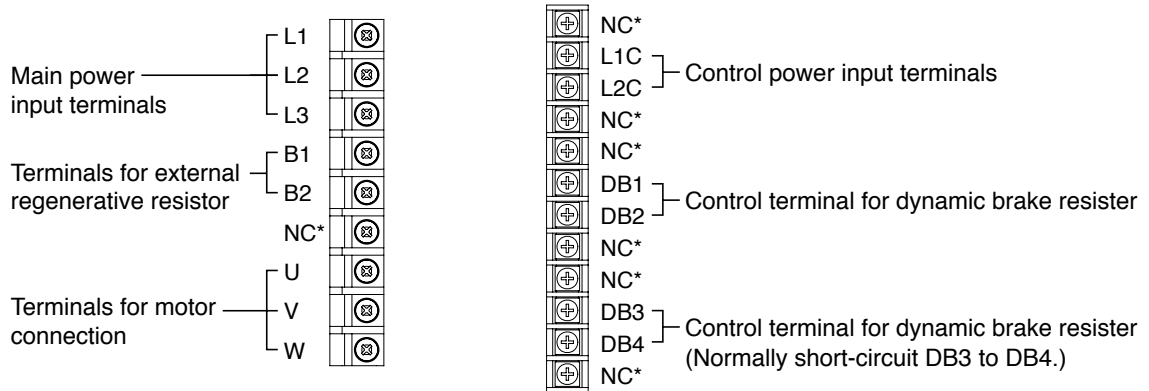 L1
Main power
input terminals
L2
L3
Terminals for external
regenerative resistor
B1
B2
NC*
Terminals for motor
connection
U
V
W
NC*
L1C
L2C
Control power input terminals
NC*
NC*
DB1
DB2
Control terminal for dynamic brake resister
NC*
NC*
DB3
DB4
Control terminal for dynamic brake resister
(Normally short-circuit DB3 to DB4.)
NC*